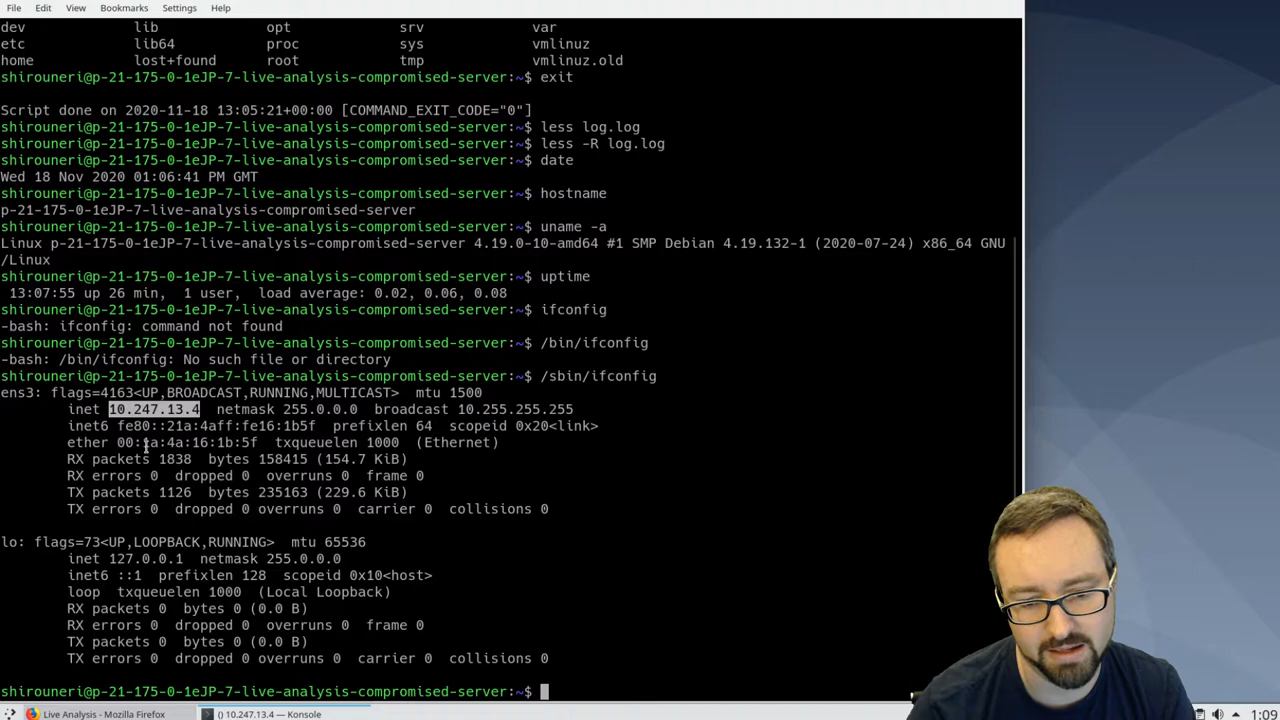 File Edit View Bookmarks Settings Help
dev lib opt srv var
etc lib64 proc sys vmlinuz
home lost+found root tmp vmlinuz.old
shirouneri@p-21-175-0-1eJP-7-live-analysis-compromised-server:~$ exit
Script done on 2020-11-18 13:05:21+00:00 [COMMAND_EXIT_CODE="0"]
shirouneri@p-21-175-0-1eJP-7-live-analysis-compromised-server:~$ less log.log
shirouneri@p-21-175-0-1eJP-7-live-analysis-compromised-server:~$ less -R log.log
shirouneri@p-21-175-0-1eJP-7-live-analysis-compromised-server:~$ date
Wed 18 Nov 2020 01:06:41 PM GMT
shirouneri@p-21-175-0-1eJP-7-live-analysis-compromised-server:~$ hostname
p-21-175-0-1eJP-7-live-analysis-compromised-server
shirouneri@p-21-175-0-1eJP-7-live-analysis-compromised-server:~$ uname -a
Linux p-21-175-0-1eJP-7-live-analysis-compromised-server 4.19.0-10-amd64 #1 SMP Debian 4.19.132-1 (2020-07-24) x86_64 GNU
/Linux
shirouneri@p-21-175-0-1eJP-7-live-analysis-compromised-server:~$ uptime
13:07:55 up 26 min, 1 user, load average: 0.02, 0.06, 0.08
shirouneri@p-21-175-0-1eJP-7-live-analysis-compromised-server:~$ ifconfig
-bash: ifconfig: command not found
shirouneri@p-21-175-0-1eJP-7-live-analysis-compromised-server:~$ /bin/ifconfig
-bash: /bin/ifconfig: No such file or directory
shirouneri@p-21-175-0-1eJP-7-live-analysis-compromised-server:~$ /sbin/ifconfig
ens3: flags=4163<UP,BROADCAST,RUNNING,MULTICAST> mtu 1500
inet 10.247.13.4 netmask 255.0.0.0 broadcast 10.255.255.255
inet6 fe80::21a:4aff:fe16:1b5f prefixlen 64 scopeid 0x20<link>
ether 00:1a:4a:16:1b:5f txqueuelen 1000 (Ethernet)
RX packets 1838 bytes 158415 (154.7 KiB)
RX errors 0 dropped 0 overruns 0 frame 0
TX packets 1126 bytes 235163 (229.6 KiB)
TX errors 0 dropped 0 overruns 0 carrier 0 collisions 0
lo: flags=73<UP,LOOPBACK,RUNNING> mtu 65536
inet 127.0.0.1 netmask 255.0.0.0
inet6 ::1 prefixlen 128 scopeid 0x10<host>
loop txqueuelen 1000 (Local Loopback)
RX packets 0 bytes 0 (0.0 B)
RX errors 0 dropped 0 overruns 0 frame 0
TX packets 0 bytes 0 (0.0 B)
TX errors 0 dropped 0 overruns 0 carrier 0 collisions 0
shirouneri@p-21-175-0-1eJP-7-live-analysis-compromised-server:~$
Live Analysis - Mozilla Firefox () 10.247.13.4 — Konsole 1:09